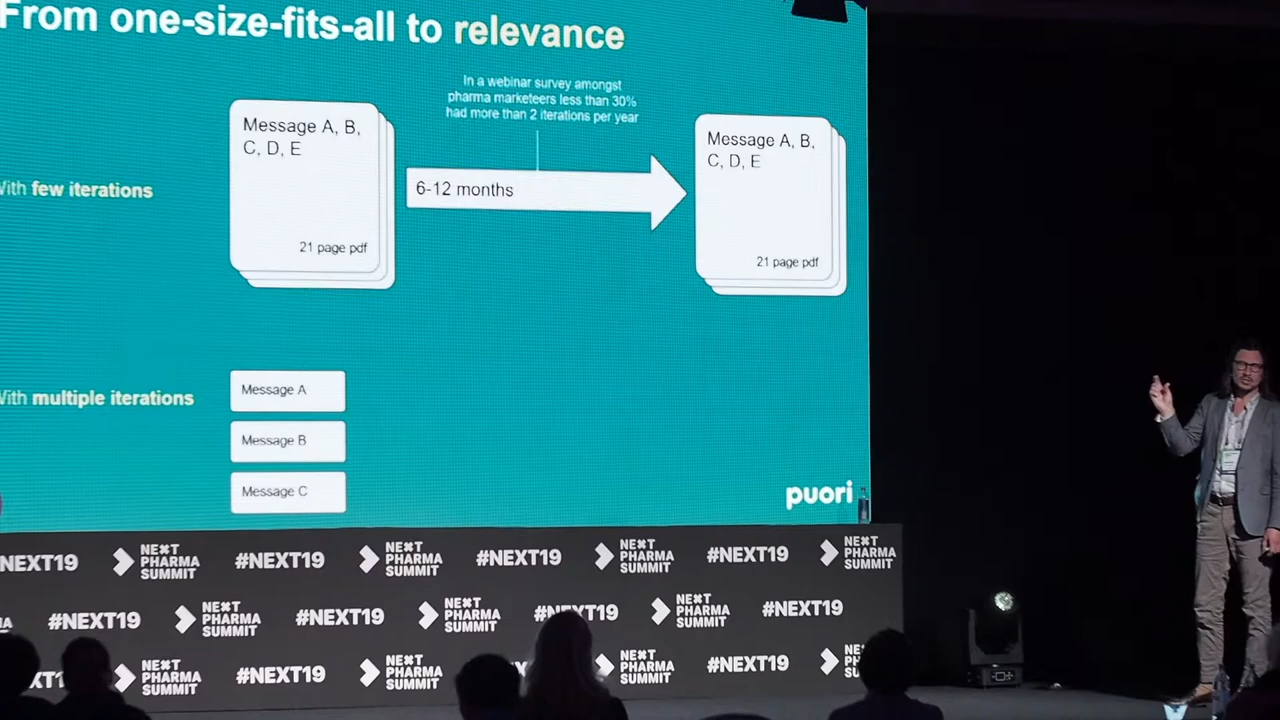 From one-size-fits-all to relevance
In a webinar survey amongst
pharma marketeers less than 30%
had more than 2 iterations per year
Message A, B,
C, D, E
21 page pdf
6-12 months
Message A, B,
C, D, E
21 page pdf
With few iterations
With multiple iterations
Message A
Message B
Message C
puori
NEXT19
NEXT
PHARMA
SUMMIT
#NEXT19
NEXT
PHARMA
SUMMIT
#NEXT19
NEXT
PHARMA
SUMMIT
#NEXT19
NEXT
PHARMA
SUMMIT
#NEXT19
NEXT
PHARMA
SUMMIT
#NEXT19
NEXT
PHARMA
SUMMIT
#NEXT19
NEXT
PHARMA
SUMMIT
#NEXT19
NEXT
PHARMA
SUMMIT
#NEXT19
NEXT
PHARMA
SUMMIT
NEXT
PHARMA
SUMMIT
#NEXT19